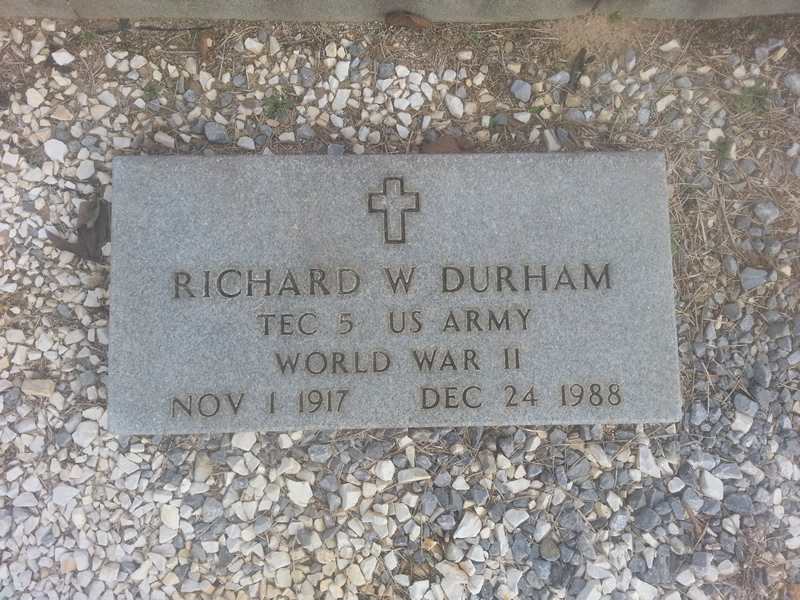 RICHARD W DURHAM
TEC 5 US ARMY
WORLD WAR II
NOV 1 1917 DEC 24 1988